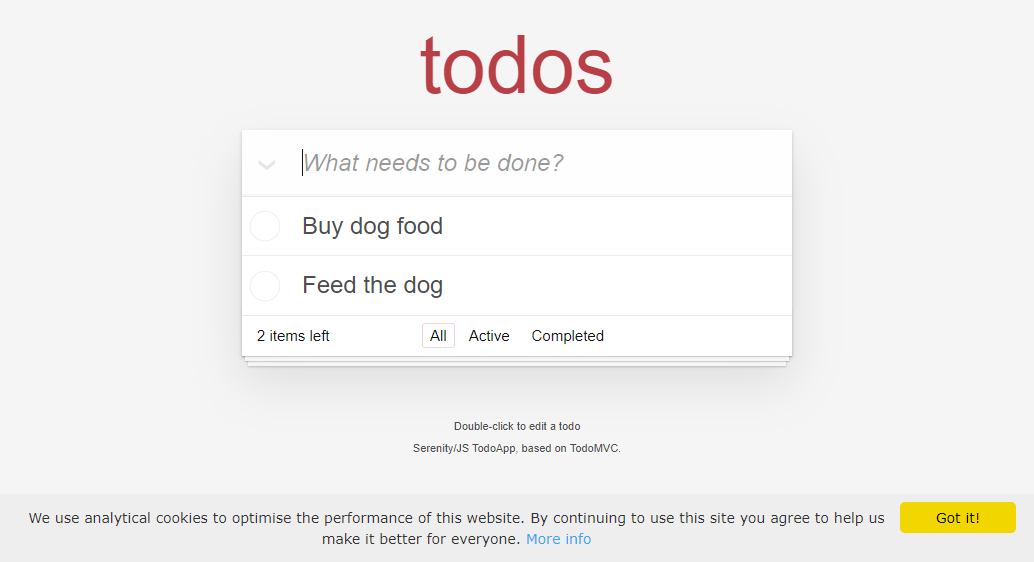 todos
What needs to be done?
Buy dog food
Feed the dog
2 items left All Active Completed
Double-click to edit a todo
Serenity/JS TodoApp, based on TodoMVC.
We use analytical cookies to optimise the performance of this website. By continuing to use this site you agree to help us
make it better for everyone. More info
Got it!